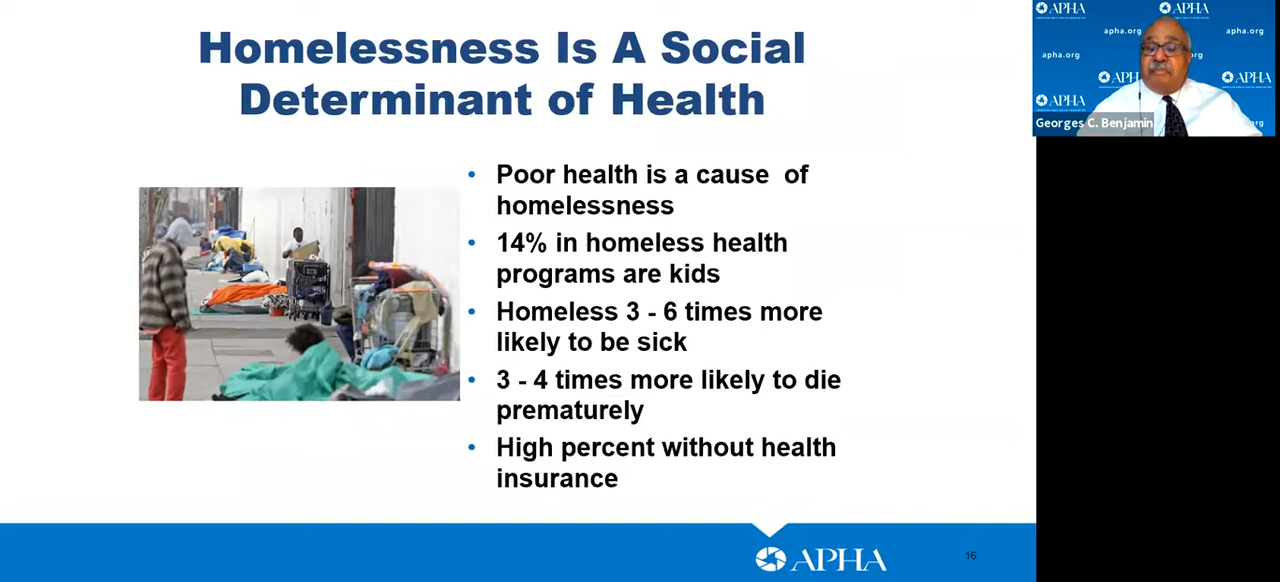 Homelessness Is A Social
Determinant of Health
• Poor health is a cause of
homelessness
• 14% in homeless health
programs are kids
• Homeless 3 - 6 times more
likely to be sick
• 3 - 4 times more likely to die
prematurely
• High percent without health
insurance
APHA
16
APHA
APHA
apha.org
apha.org
apha.org
APHA
APHA
Georges C. Benjamin